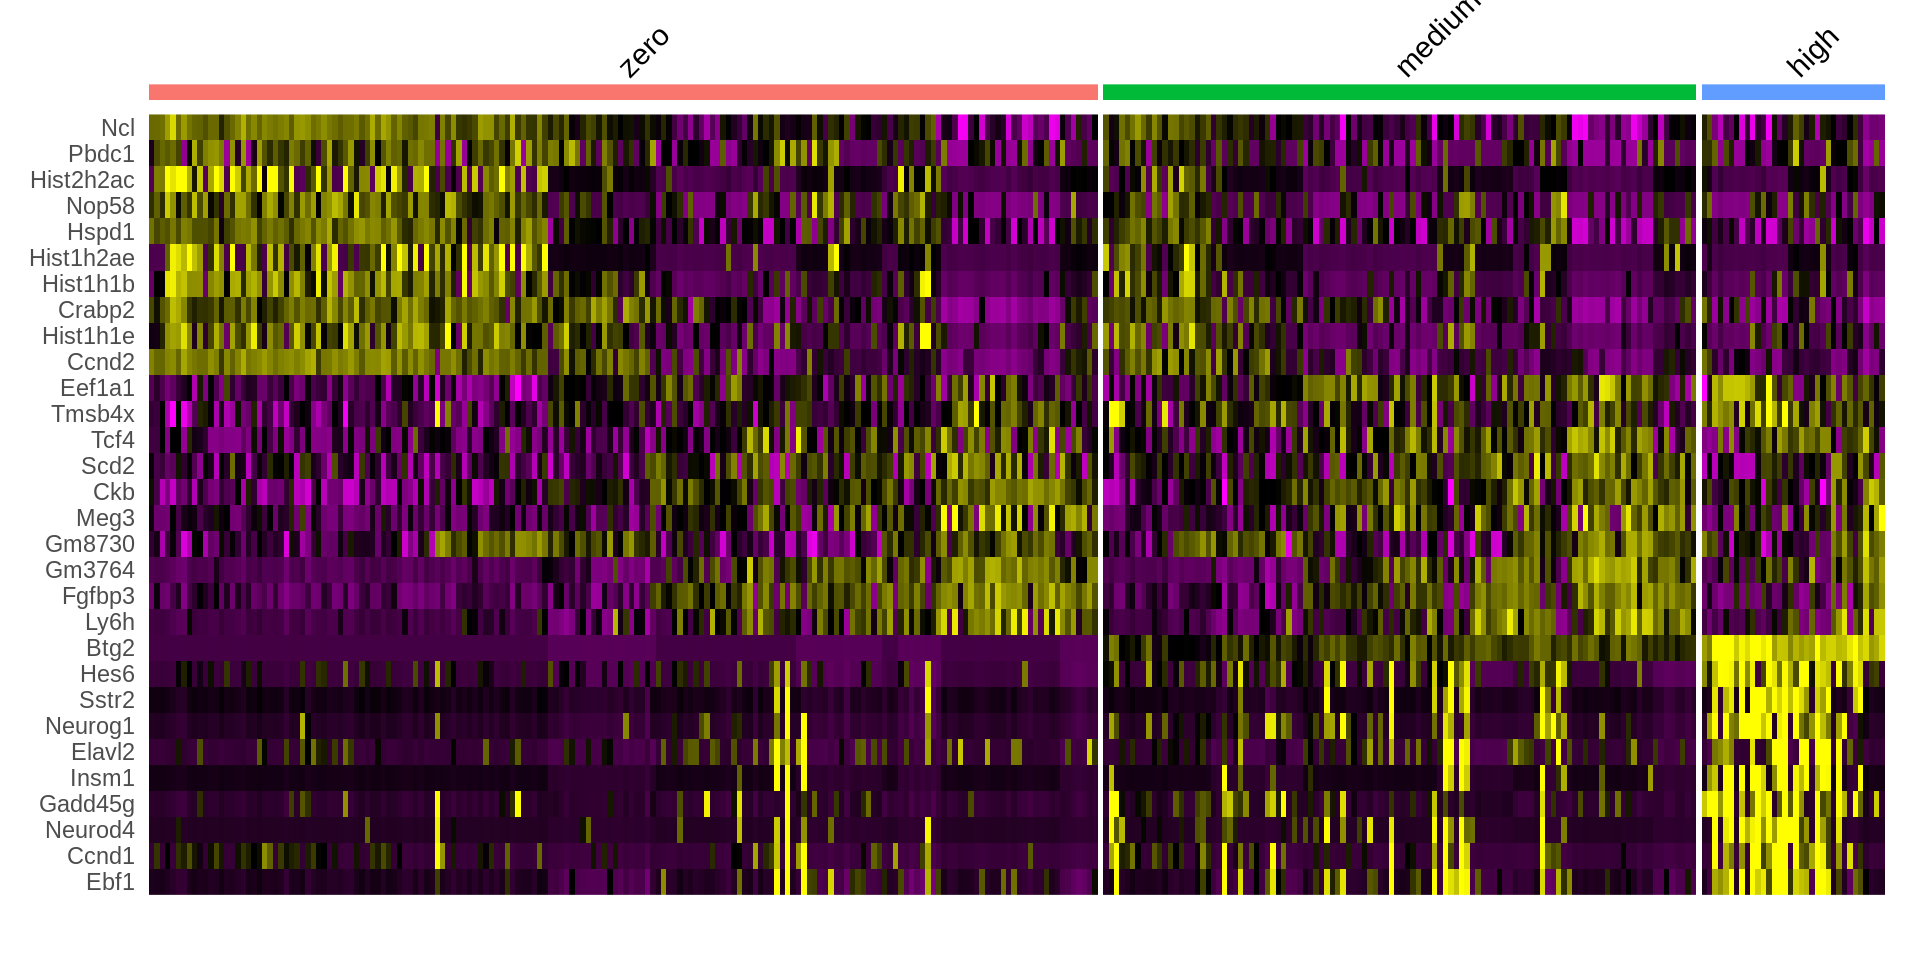 zero
medium
high
Ncl
Pbdc1
Hist2h2ac
Nop58
Hspd1
Hist1h2ae
Hist1h1b
Crabp2
Hist1h1e
Ccnd2
Eef1a1
Tmsb4x
Tcf4
Scd2
Ckb
Meg3
Gm8730
Gm3764
Fgfbp3
Ly6h
Btg2
Hes6
Sstr2
Neurog1
Elavl2
Insm1
Gadd45g
Neurod4
Ccnd1
Ebf1